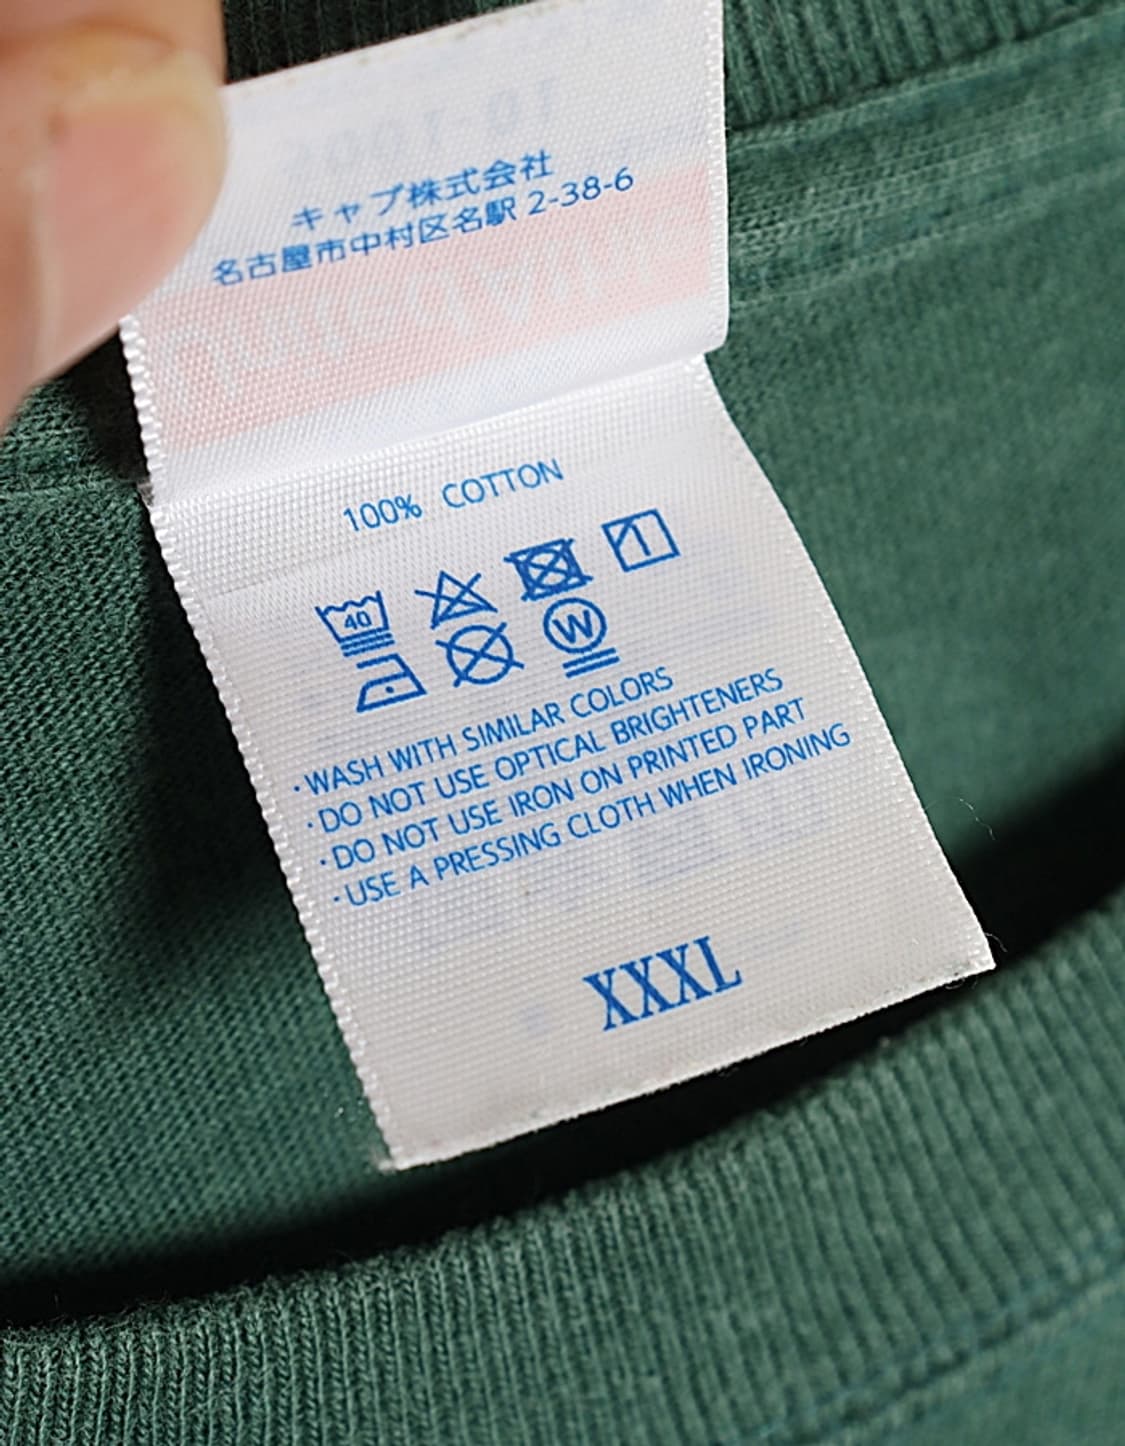 キャブ株式会社
名古屋市中村区名駅 2-38-6
100% COTTON
40
1
W
·WASH WITH SIMILAR COLORS
·DO NOT USE OPTICAL BRIGHTENERS
·DO NOT USE IRON ON PRINTED PART
·USE A PRESSING CLOTH WHEN IRONING
XXXL